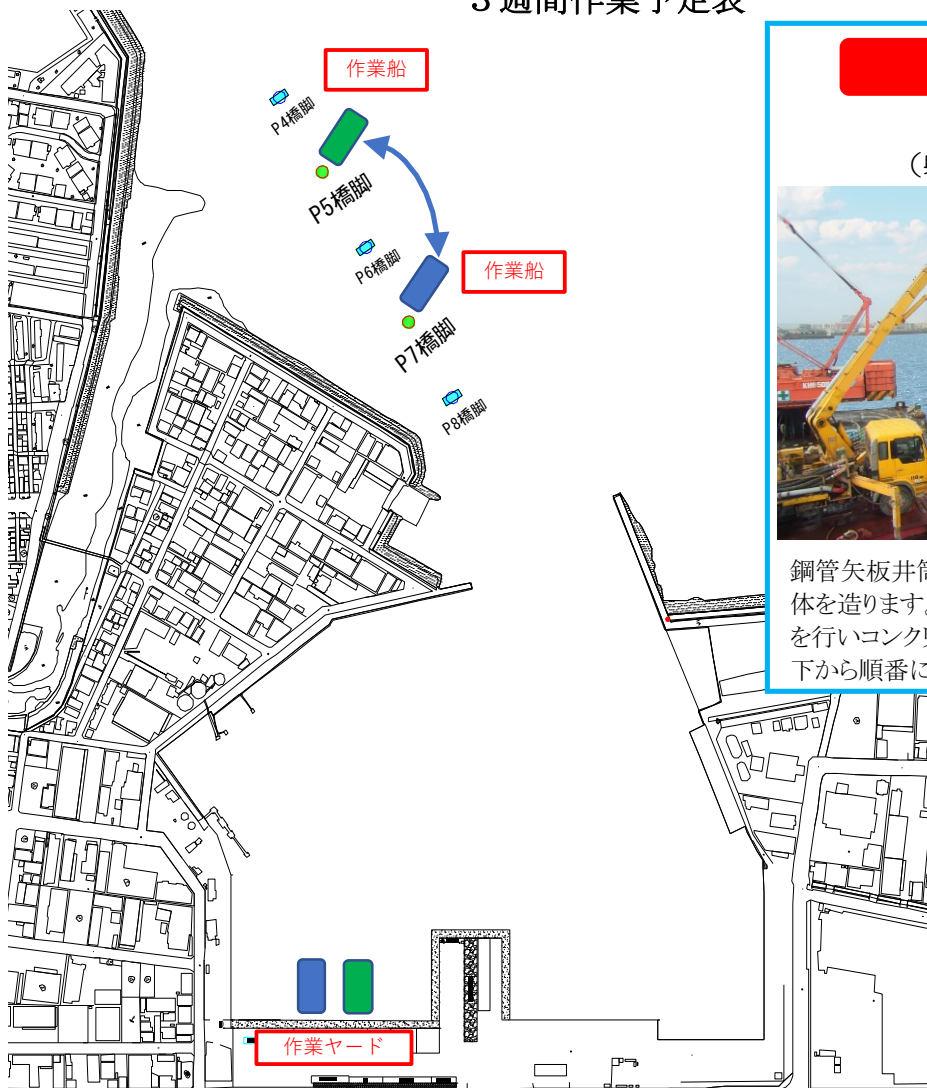 3週間作業予定表
作業船
P4橋脚
P5橋脚
作業船
P6橋脚
P7橋脚
P8橋脚
鋼管矢板井筒
体を造ります。
を行いコンクリ
下から順番に
作業ヤード